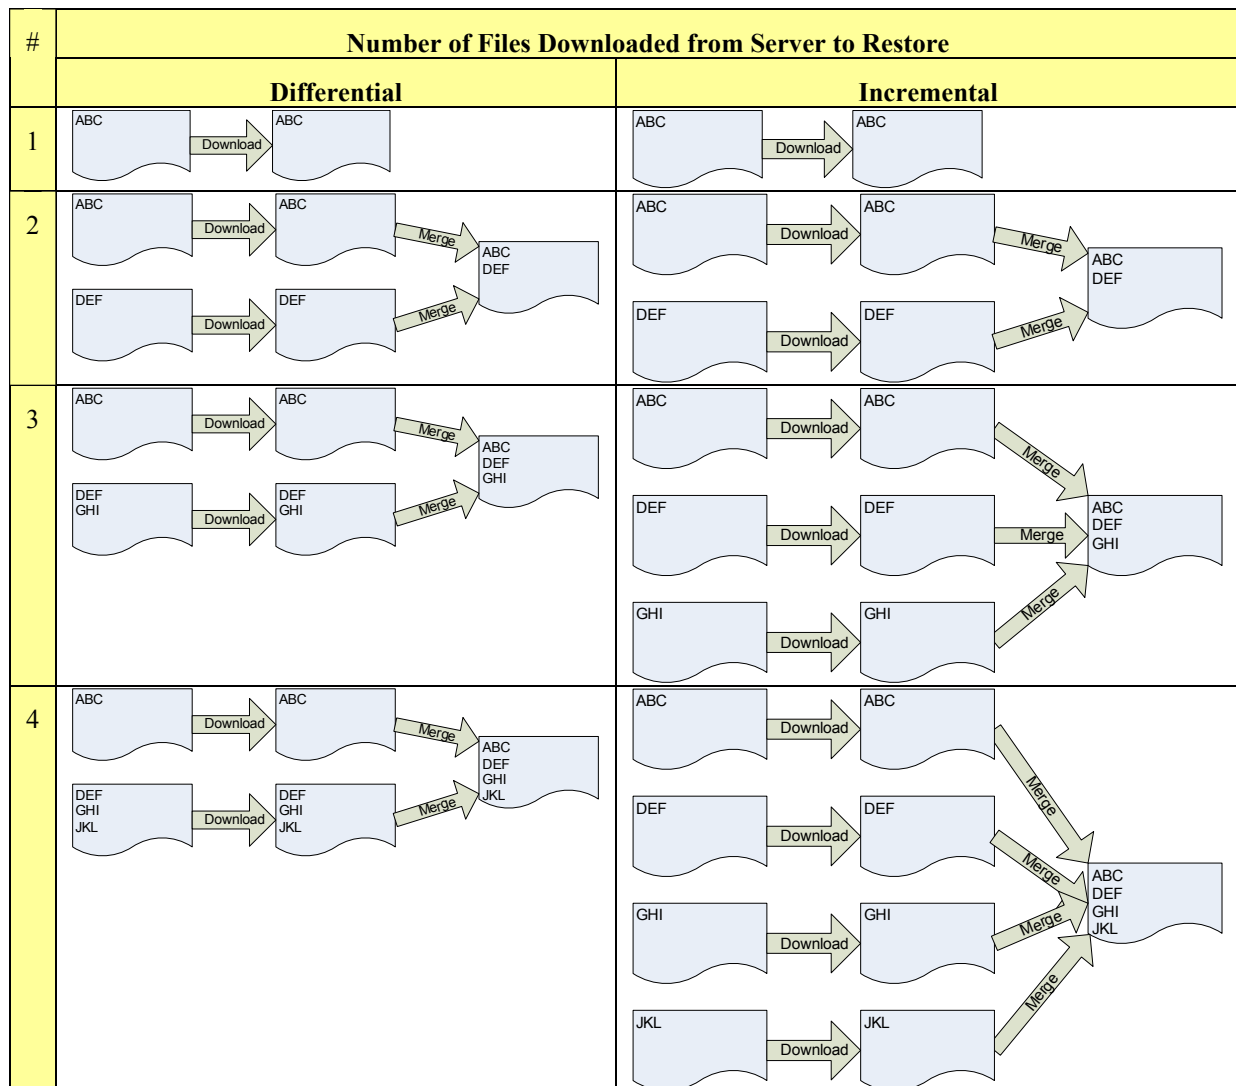 #
Number of Files Downloaded from Server to Restore
Differential
Incremental
1
ABC
Download
ABC
ABC
Download
ABC
2
ABC
Download
ABC
Merge
ABC
DEF
DEF
Download
DEF
Merge
ABC
Download
ABC
Merge
ABC
DEF
DEF
Download
DEF
Merge
3
ABC
Download
ABC
Merge
ABC
DEF
GHI
DEF
GHI
Download
DEF
GHI
Merge
ABC
Download
ABC
Merge
DEF
Download
DEF
Merge
ABC
DEF
GHI
GHI
Download
GHI
Merge
4
ABC
Download
ABC
Merge
ABC
DEF
GHI
JKL
DEF
GHI
JKL
Download
DEF
GHI
JKL
Merge
ABC
Download
ABC
Merge
DEF
Download
DEF
Merge
ABC
DEF
GHI
JKL
GHI
Download
GHI
Merge
JKL
Download
JKL
Merge